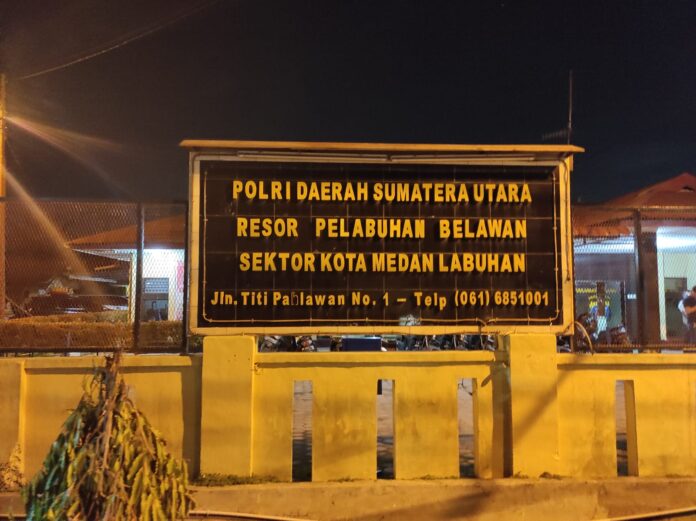 POLRI DAERAH SUMATERA UTARA
RESOR PELABUHAN BELAWAN
SEKTOR KOTA MEDAN LABUHAN
Jln. Titi Pahlawan No. 1 – Telp (061) 6851001